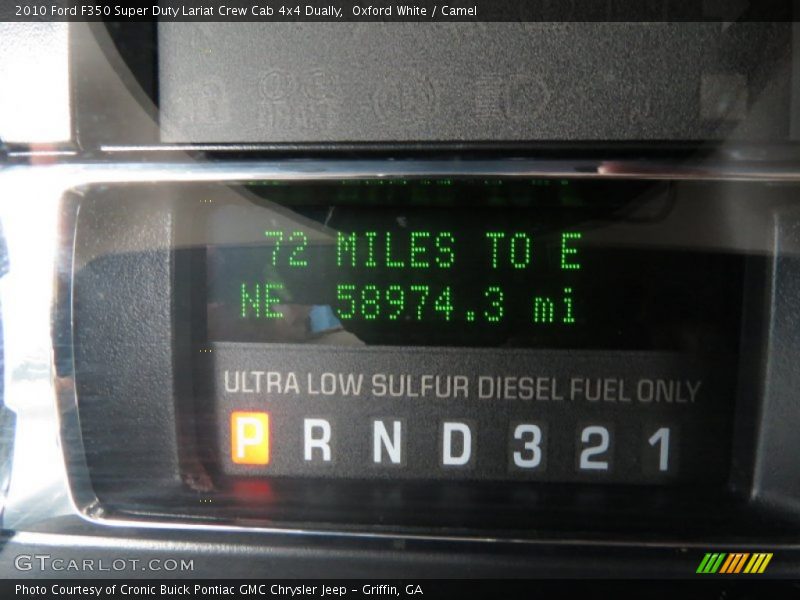 2010 Ford F350 Super Duty Lariat Crew Cab 4x4 Dually, Oxford White / Camel
72 MILES TO E
NE 58974.3 mi
ULTRA LOW SULFUR DIESEL FUEL ONLY
P R N D 3 2 1
GTCARLOT.COM
Photo Courtesy of Cronic Buick Pontiac GMC Chrysler Jeep - Griffin, GA